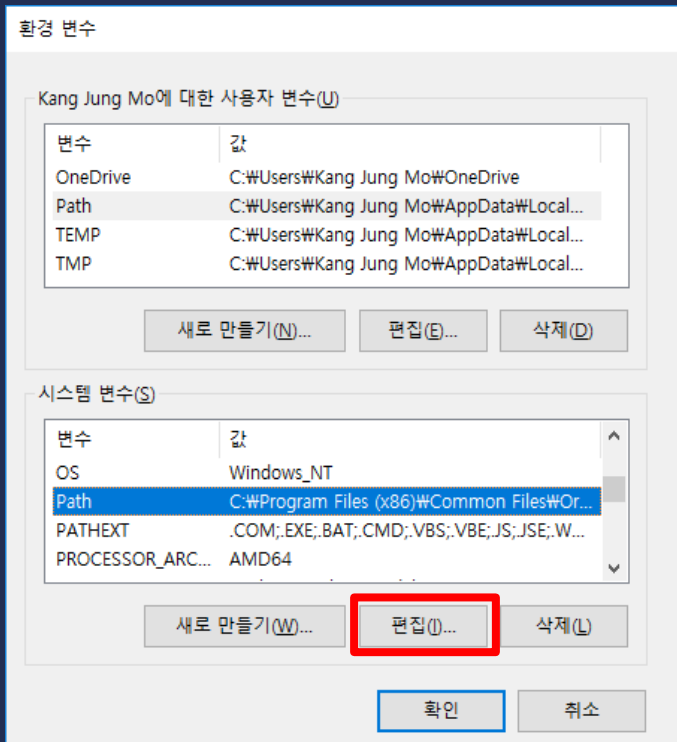 환경 변수
Kang Jung Mo에 대한 사용자 변수(U)
변수 값
OneDrive C:₩Users₩Kang Jung Mo₩OneDrive
Path C:₩Users₩Kang Jung Mo₩AppData₩Local...
TEMP C:₩Users₩Kang Jung Mo₩AppData₩Local...
TMP C:₩Users₩Kang Jung Mo₩AppData₩Local...
새로 만들기(N)... 편집(E)... 삭제(D)
시스템 변수(S)
변수 값
OS Windows_NT
Path C:₩Program Files (x86)₩Common Files₩Or...
PATHEXT .COM;.EXE;.BAT;.CMD;.VBS;.VBE;.JS;.JSE;.W...
PROCESSOR_ARC... AMD64
새로 만들기(W)... 편집(I)... 삭제(L)
확인 취소